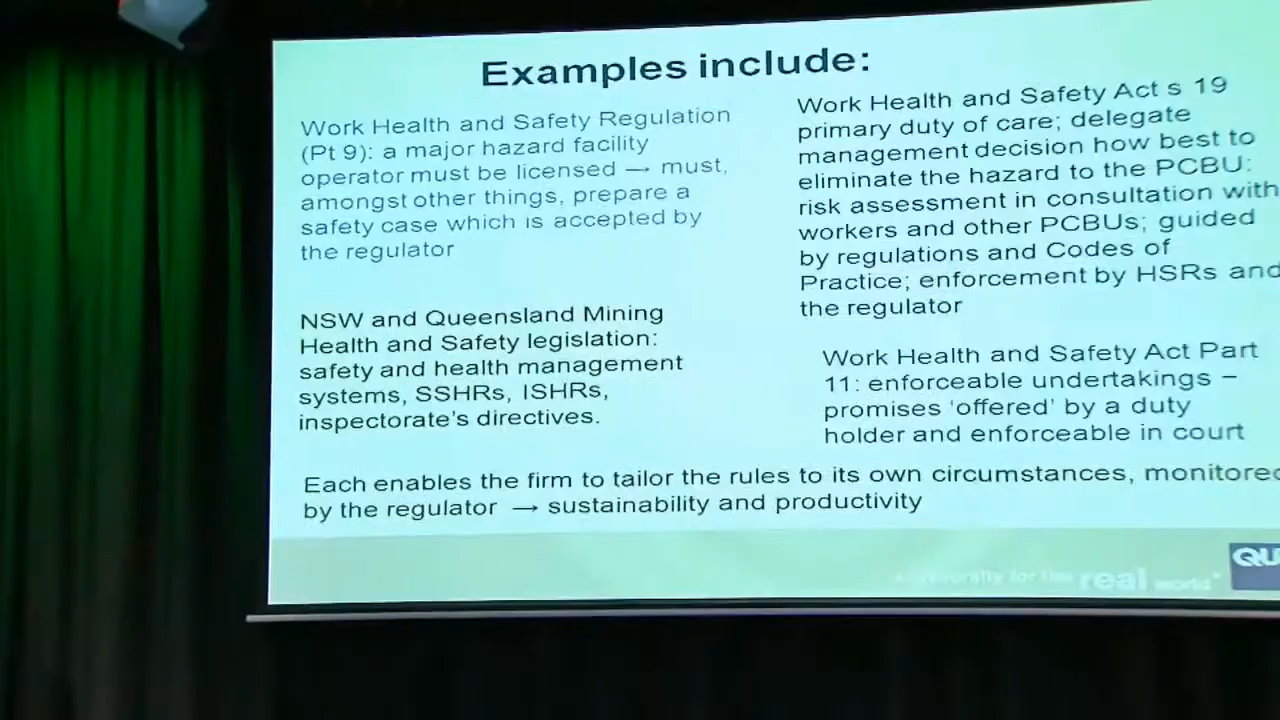 Examples include:
Work Health and Safety Regulation
(Pt 9): a major hazard facility
operator must be licensed → must,
amongst other things, prepare a
safety case which is accepted by
the regulator
NSW and Queensland Mining
Health and Safety legislation:
safety and health management
systems, SSHRs, ISHRs,
inspectorate's directives.
Work Health and Safety Act s 19
primary duty of care; delegate
management decision how best to
eliminate the hazard to the PCBU:
risk assessment in consultation with
workers and other PCBUs; guided
by regulations and Codes of
Practice; enforcement by HSRs and
the regulator
Work Health and Safety Act Part
11: enforceable undertakings –
promises 'offered' by a duty
holder and enforceable in court
Each enables the firm to tailor the rules to its own circumstances, monitored
by the regulator → sustainability and productivity
a university for the real world
QU